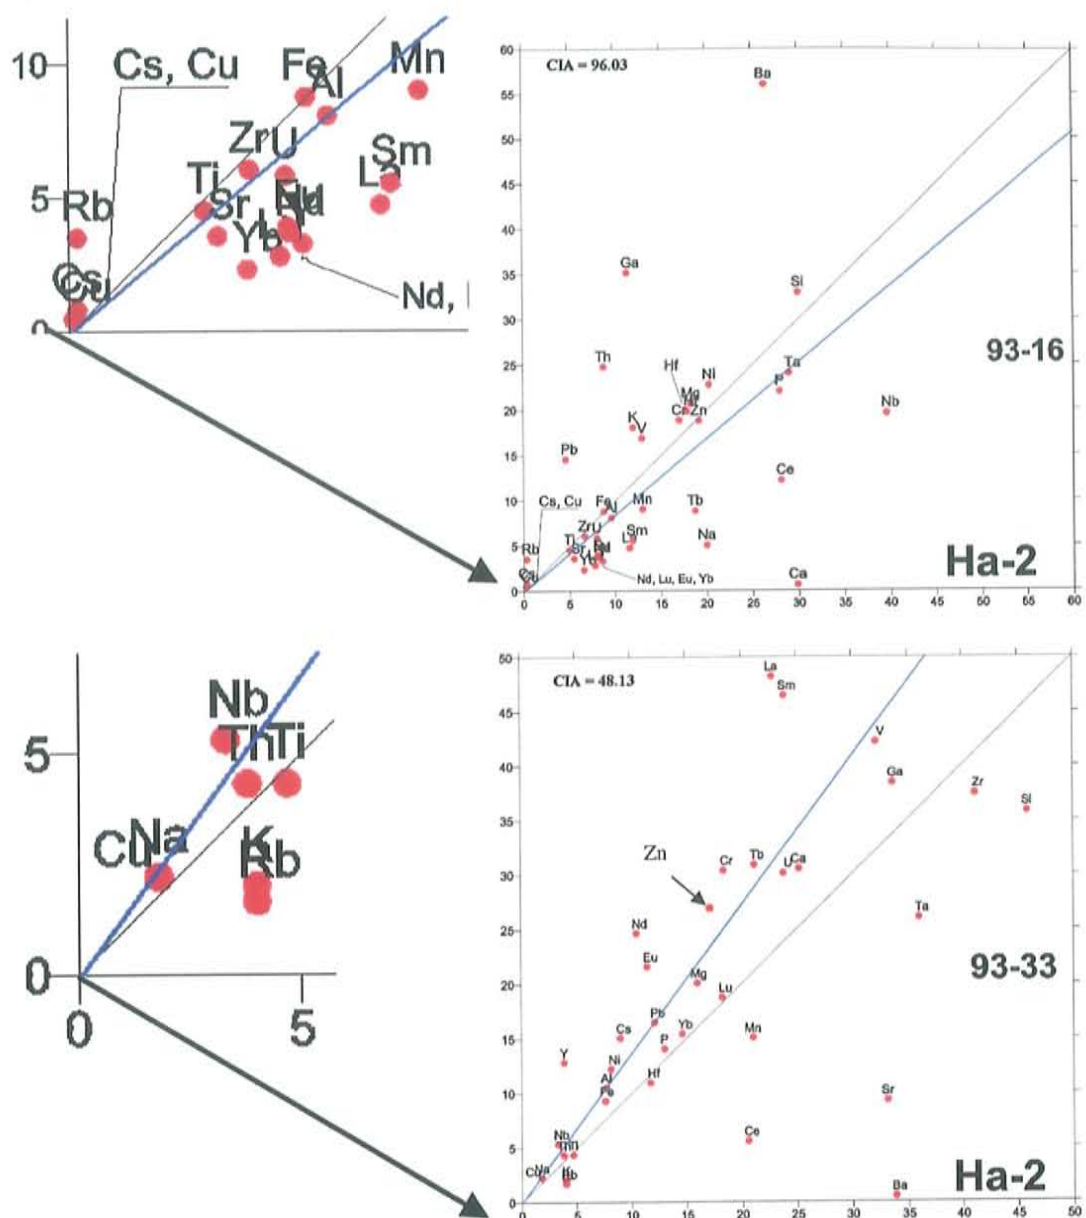 10
Cs, Cu
Fe
Al
Mn
Zr
U
Sm
La
Ti
5
Rb
Sr
Yb
Nd,
Cs
Cu
0
60
55
50
45
40
35
30
25
20
15
10
5
0
CIA = 96.03
Ba
Ga
Si
93-16
Th
Hf
Ni
Ta
P
Mg
Cr
Zn
Nb
K
V
Pb
Ce
Cs, Cu
Fe
Al
Mn
Tb
Zr
U
Sm
Na
Ti
Sr
Rb
Nd, Lu, Eu, Yb
Ca
Ha-2
0 5 10 15 20 25 30 35 40 45 50 55 60
Nb
Th
Ti
5
Cu
Na
K
Rb
0
0 5
50
45
40
35
30
25
20
15
10
5
0
CIA = 48.13
La
Sm
V
Ga
Zr
Si
Zn
Cr
Tb
U
Ca
Ta
Nd
Eu
93-33
Mg
Lu
Pb
Cs
Yb
P
Mn
Y
Ni
Al
Hf
Fe
Sr
Nb
Th
Ti
Ce
Cu
Na
K
Rb
Ba
Ha-2
0 5 10 15 20 25 30 35 40 45 50